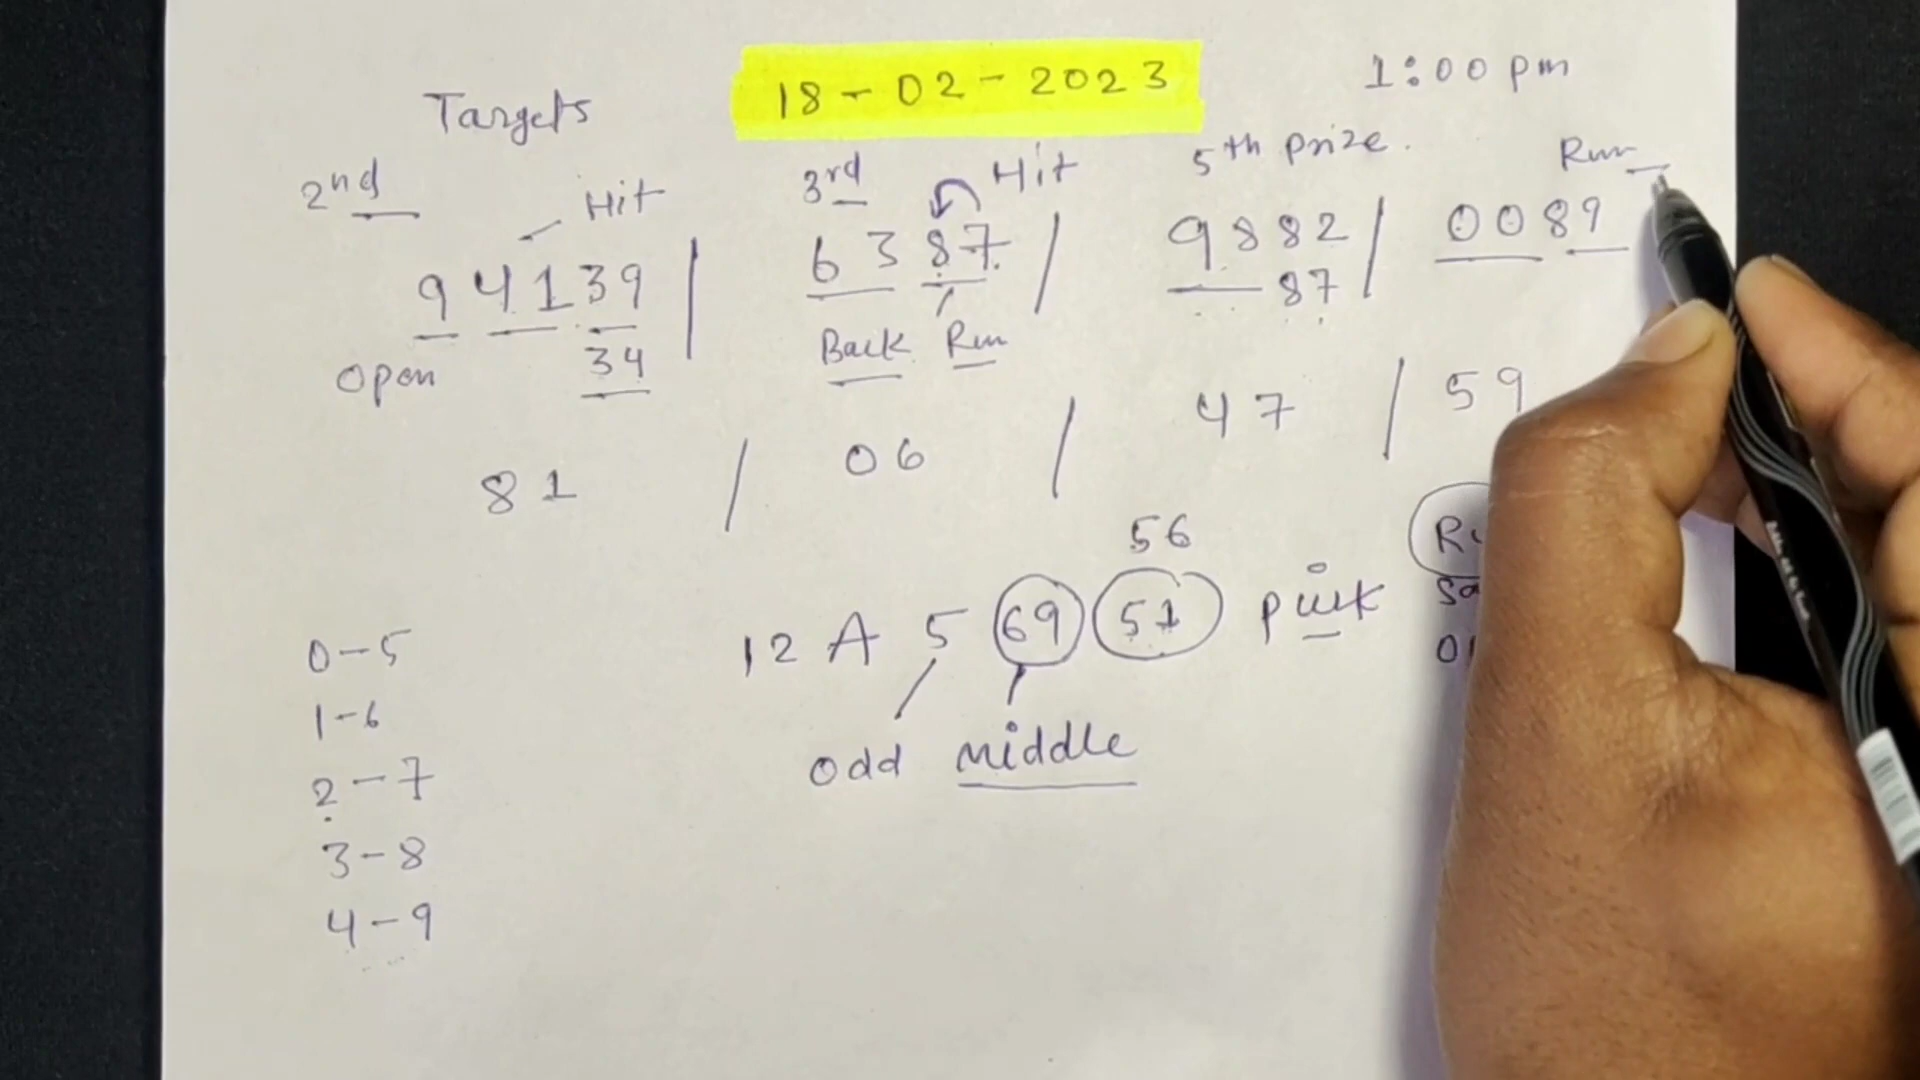 Targets 18-02-2023 1:00 pm
2nd Hit 3rd Hit 5th prize. Run
94139 / 6387 / 9882 / 0089
open 34 Back Run 87
81 / 06 / 47 / 59
56
12 A 5 69 51
odd middle
0-5
1-6
2-7
3-8
4-9